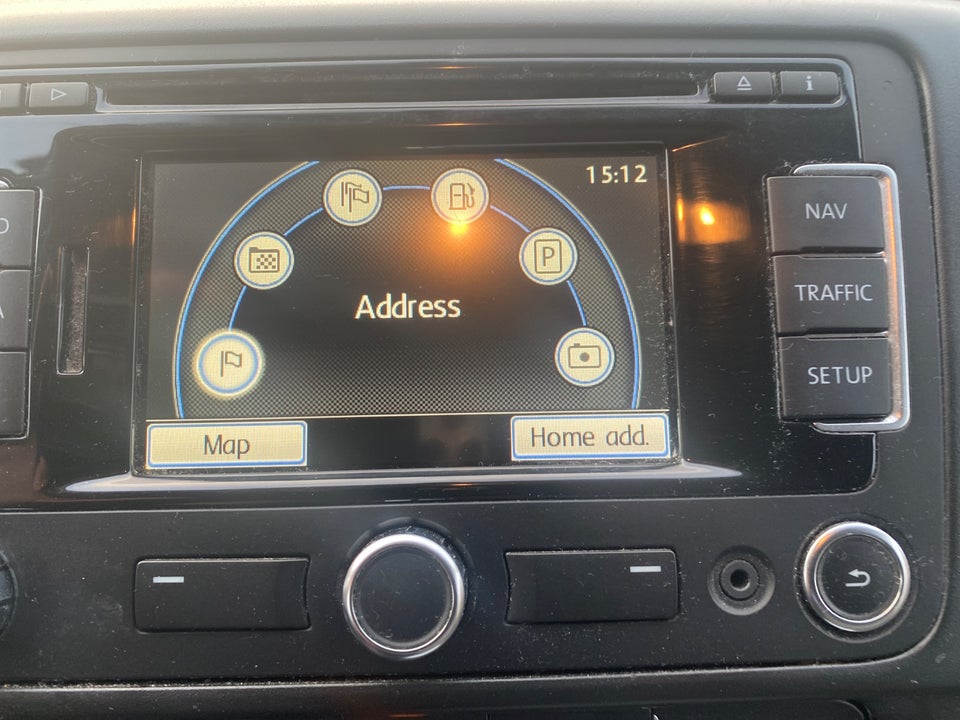 i
15:12
NAV
P
Address
TRAFFIC
SETUP
Map
Home add.